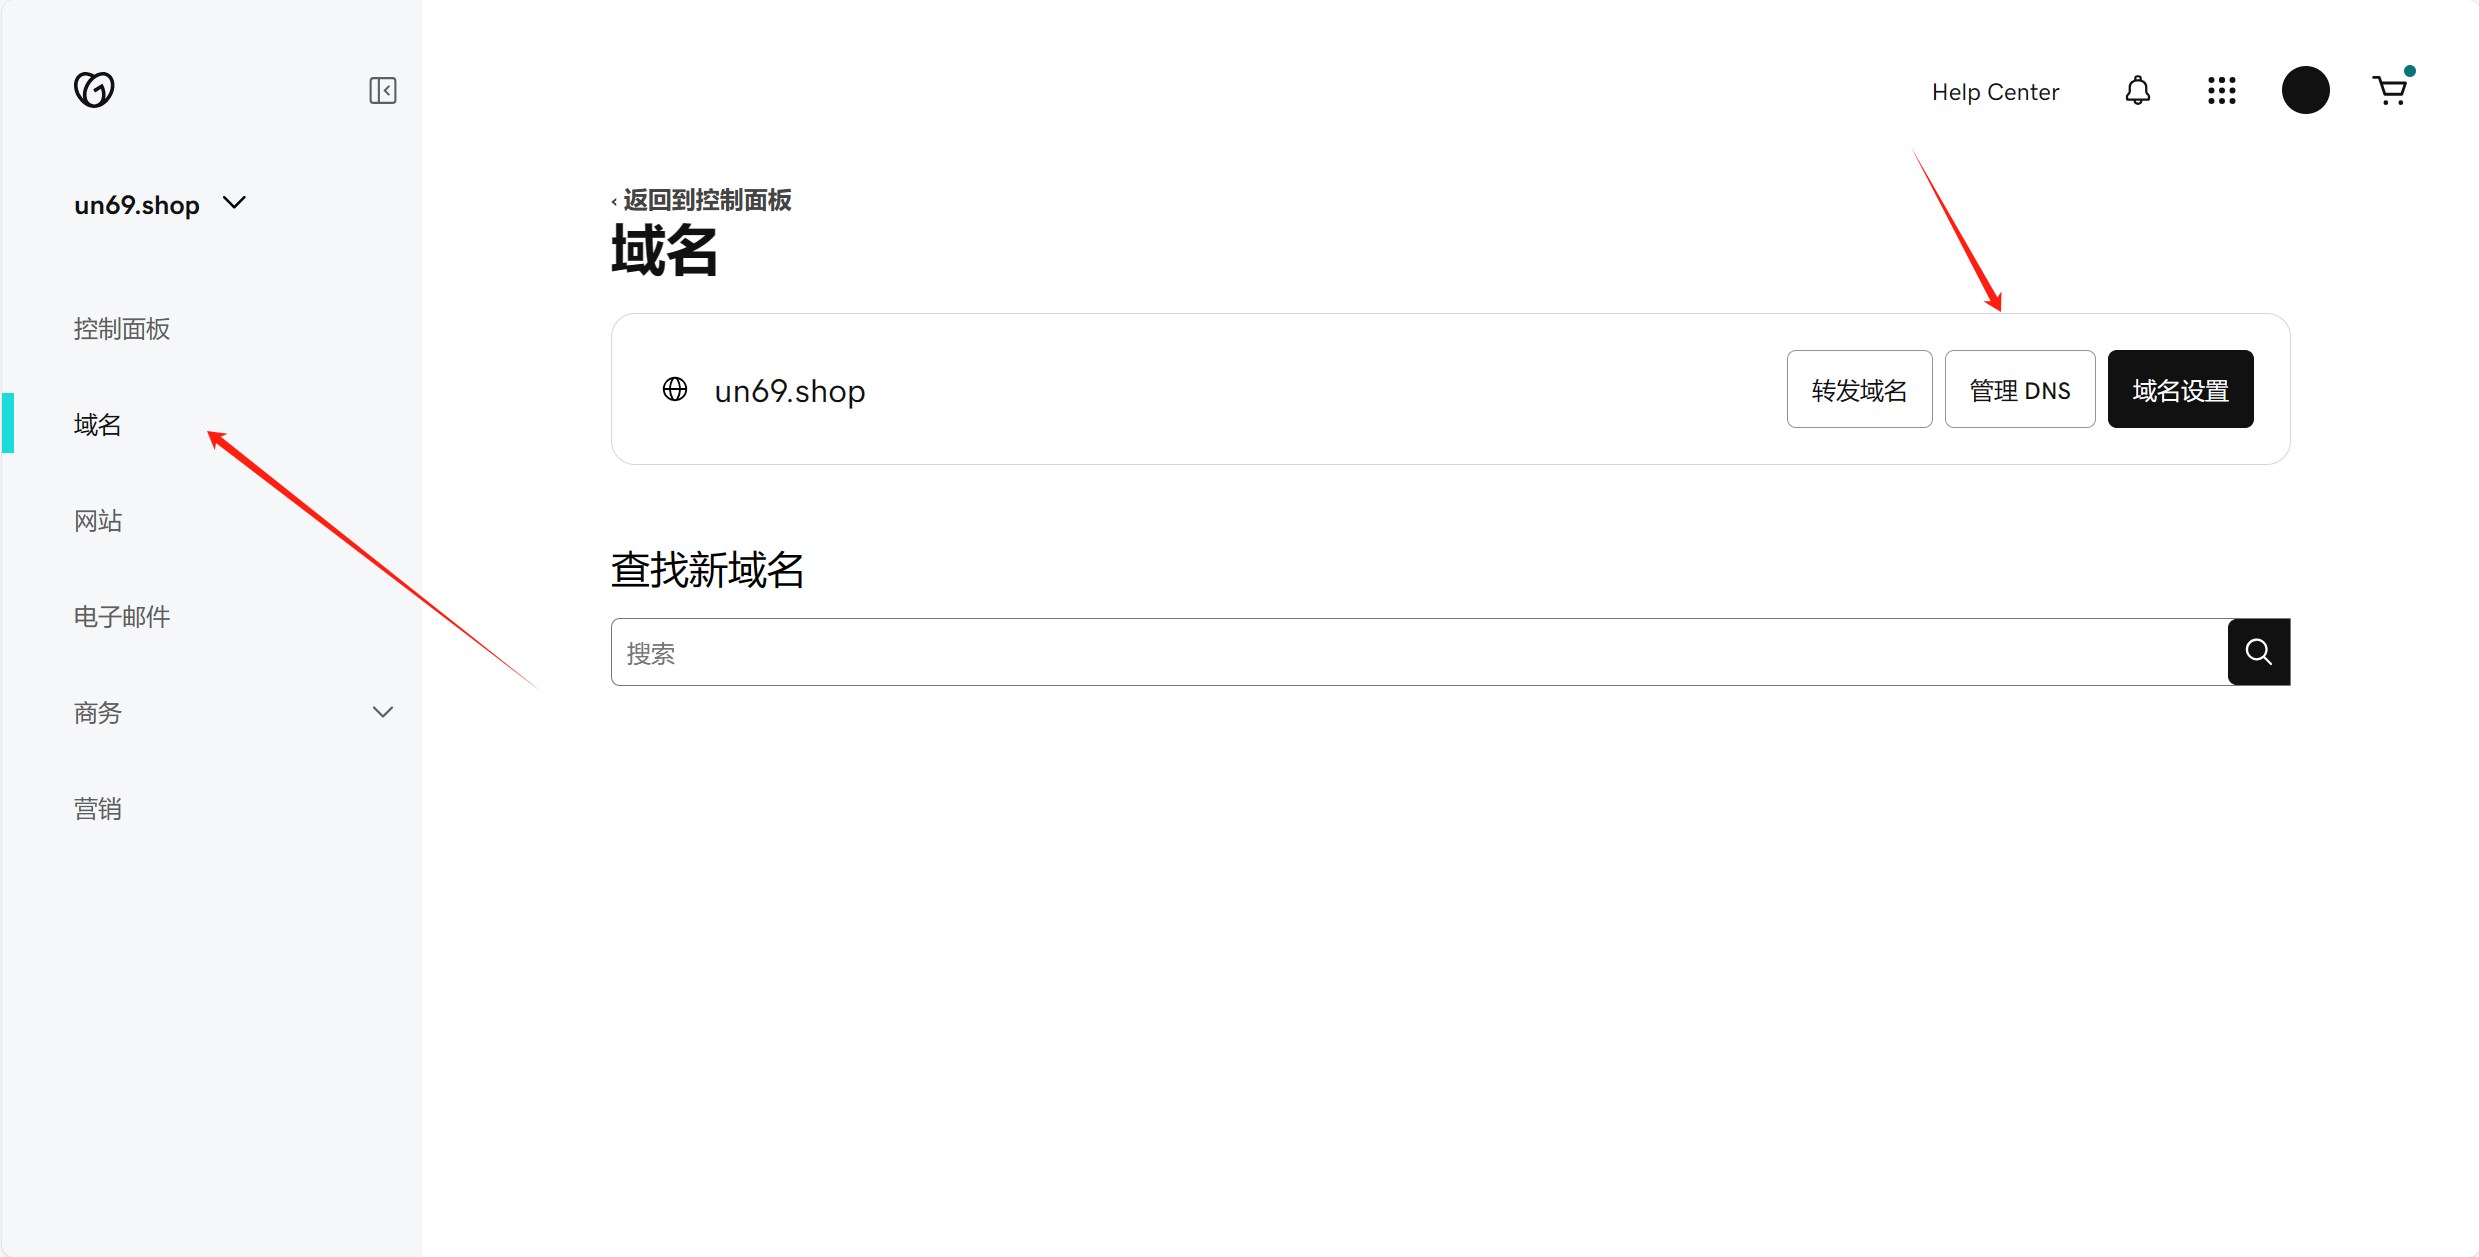 Help Center
un69.shop
控制面板
域名
网站
电子邮件
商务
营销
‹ 返回到控制面板
域名
un69.shop
转发域名
管理 DNS
域名设置
查找新域名
搜索